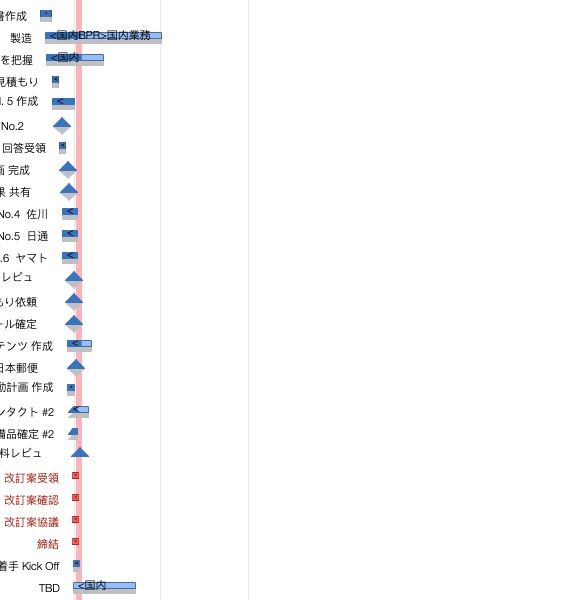 書作成
製造 <国内BPR>国内業務
を把握 <国内
見積もり
. 5 作成 <
No.2
回答受領
画 完成
果 共有
No.4 佐川 <
No.5 日通 <
.6 ヤマト <
レビュ
もり依頼
ール確定
テンツ 作成 <
日本郵便
動計画 作成
ンタクト #2 <
備品確定 #2
料レビュ
改訂案受領
改訂案確認
改訂案協議
締結
着手 Kick Off
TBD <国内